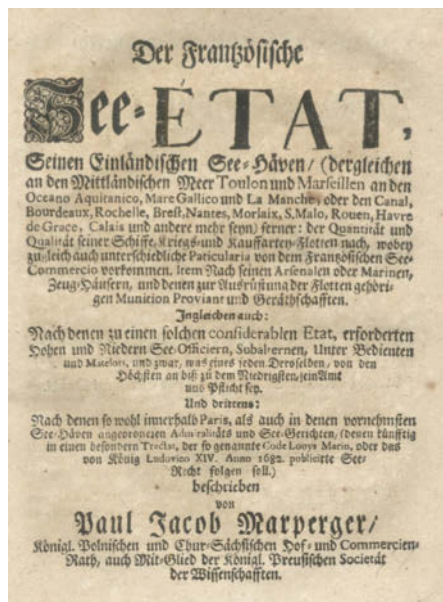 Der Frantzösische
See-ÉTAT,
Seinen Einländischen See-Häven/ (dergleichen
an den Mittländischen Meer Toulon und Marseillen an den
Oceano Aquitanico, Mare Gallico und La Manche, oder den Canal,
Bourdeaux, Rochelle, Brest, Nantes, Morlaix, S. Malo, Rouen, Havre
de Grace, Calais und andere mehr seyn) ferner: der Quantität und
Qualität seiner Schiffe, Kriegs- und Kauffartey-Flotten nach, wobey
zugleich auch unterschiedliche Paticularia von dem Französischen See-
Commercio vorkommen. Item Nach seinen Arsenalen oder Marinen,
Zeug-Häusern, und denen zur Ausrüstung der Flotten gehöri-
gen Munition Proviant und Geräthschafften.
Ingleichen auch:
Nach denen zu einen solchen considerablen Etat, erforderten
Hohen und Niedern See-Officiern, Subalternen, Unter Bedienten
und Matelots, und zwar, was eines jeden Derselben, von den
Höchsten an biß zu dem Niedrigsten, sein Amt
und Pflicht sey.
Und drittens:
Nach denen so wohl innerhalb Paris, als auch in denen vornehmsten
See-Häven angeordneten Admiralitäts und See-Gerichten, (denen künfftig
in einen besondern Tractat, der so genannte Code Louys Marin, oder das
von König Ludovico XIV. Anno 1682. publicirte See-
Recht folgen soll.)
beschrieben
von
Paul Jacob Marperger/
Königl. Polnischen und Chur-Sächsischen Hof- und Commercien-
Rath, auch Mit-Glied der Königl. Preusischen Societät
der Wissenschafften.